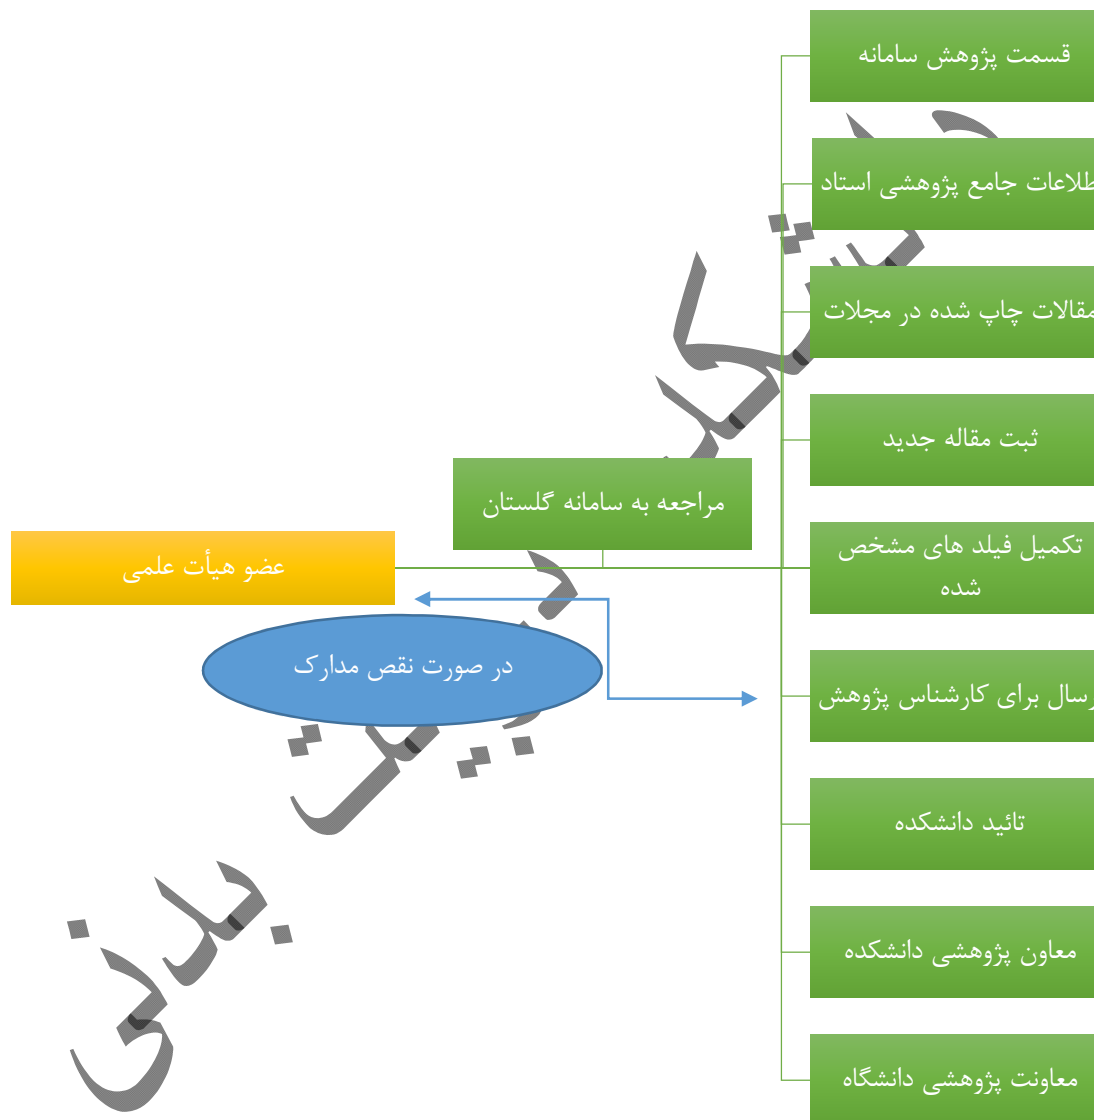 قسمت پژوهش سامانه
طلاعات جامع پژوهشی استاد
مقالات چاپ شده در مجلات
ثبت مقاله جدید
مراجعه به سامانه گلستان
تکمیل فیلد های مشخص
شده
عضو هیأت علمی
در صورت نقص مدارک
رسال برای کارشناس پژوهش
تائید دانشکده
معاون پژوهشی دانشکده
معاونت پژوهشی دانشگاه
بدنی